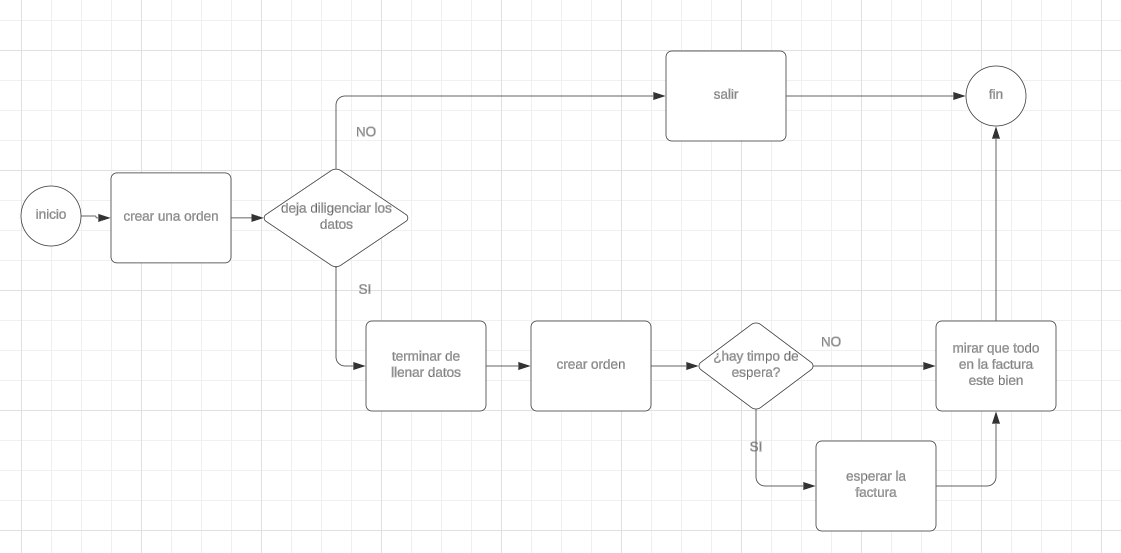 salir
fin
NO
inicio
crear una orden
deja diligenciar los
datos
SI
terminar de
llenar datos
crear orden
¿hay timpo de
espera?
NO
mirar que todo
en la factura
este bien
SI
esperar la
factura